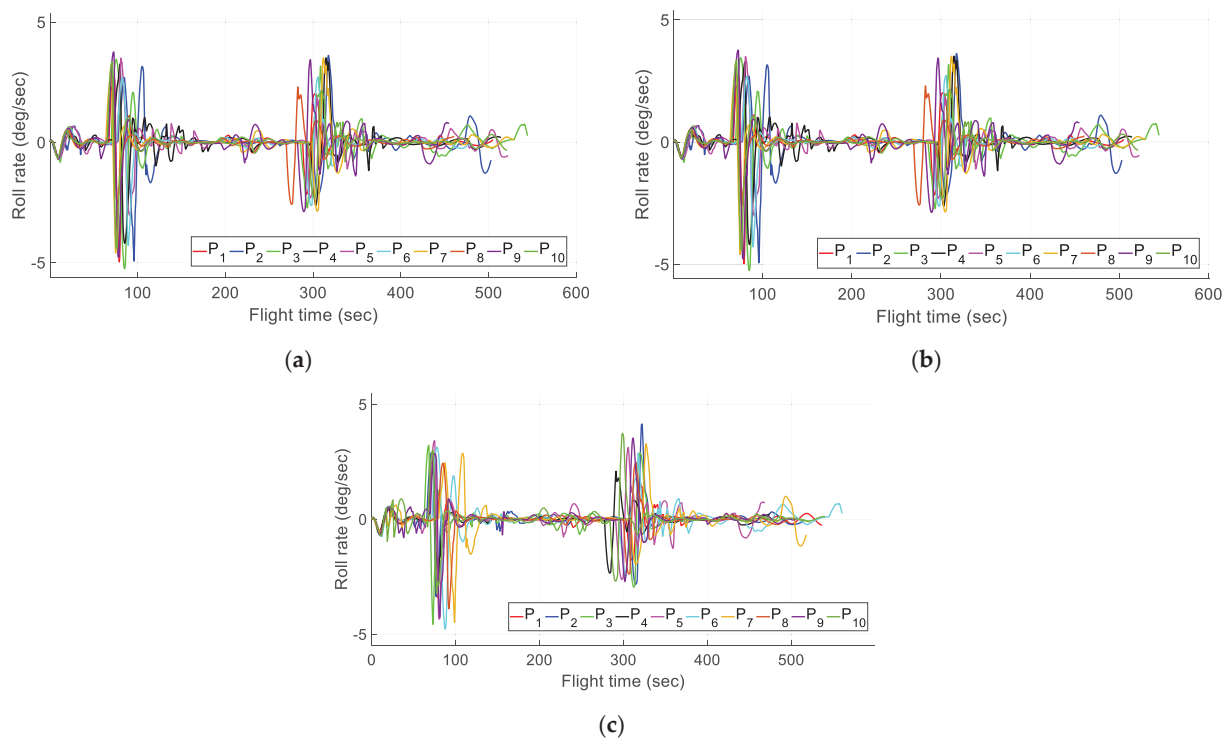 5
0
-5
Roll rate (deg/sec)
P1 P2 P3 P4 P5 P6 P7 P8 P9 P10
100 200 300 400 500 600
Flight time (sec)
(a)
5
0
-5
Roll rate (deg/sec)
P1 P2 P3 P4 P5 P6 P7 P8 P9 P10
100 200 300 400 500 600
Flight time (sec)
(b)
5
0
-5
Roll rate (deg/sec)
P1 P2 P3 P4 P5 P6 P7 P8 P9 P10
0 100 200 300 400 500
Flight time (sec)
(c)